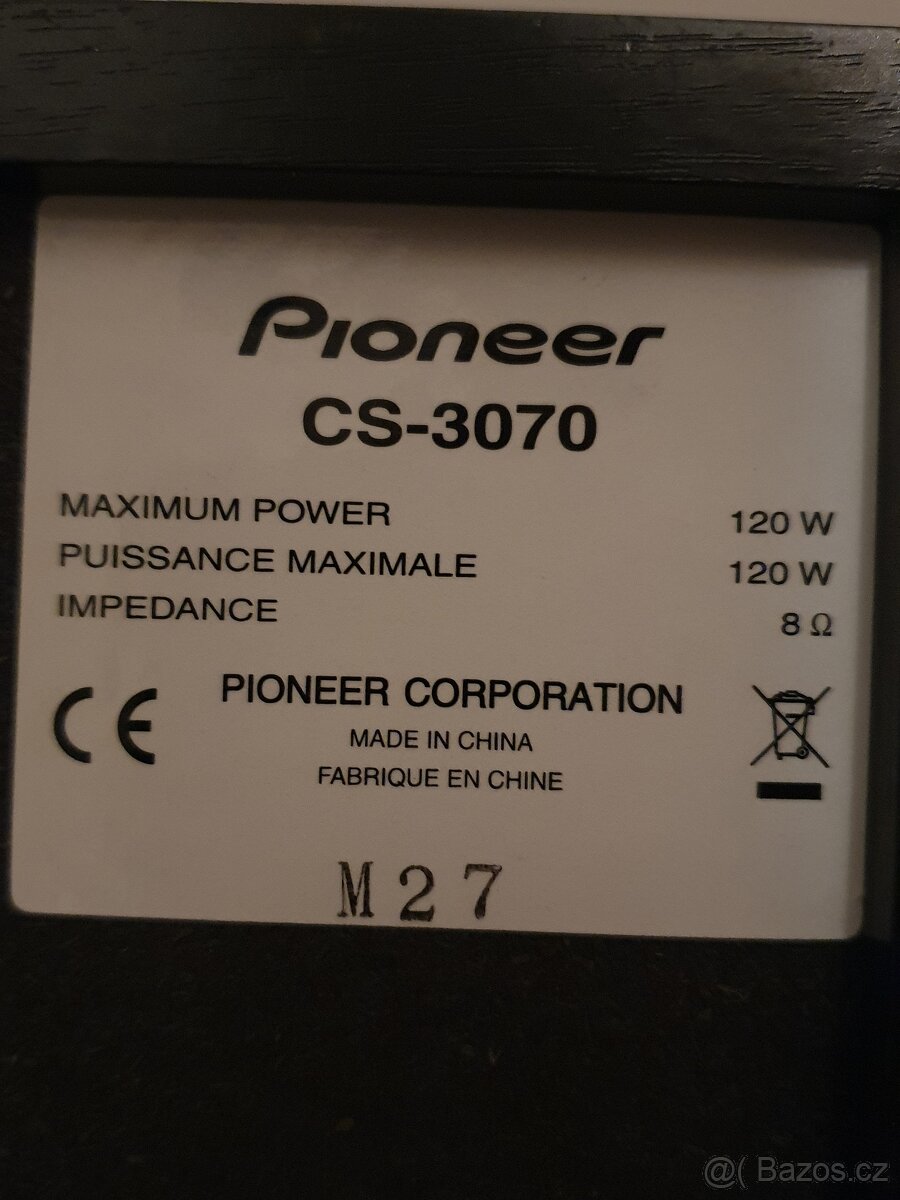 Pioneer
CS-3070
MAXIMUM POWER 120 W
PUISSANCE MAXIMALE 120 W
IMPEDANCE 8 Ω
CE
PIONEER CORPORATION
MADE IN CHINA
FABRIQUE EN CHINE
M27
@( Bazos.cz